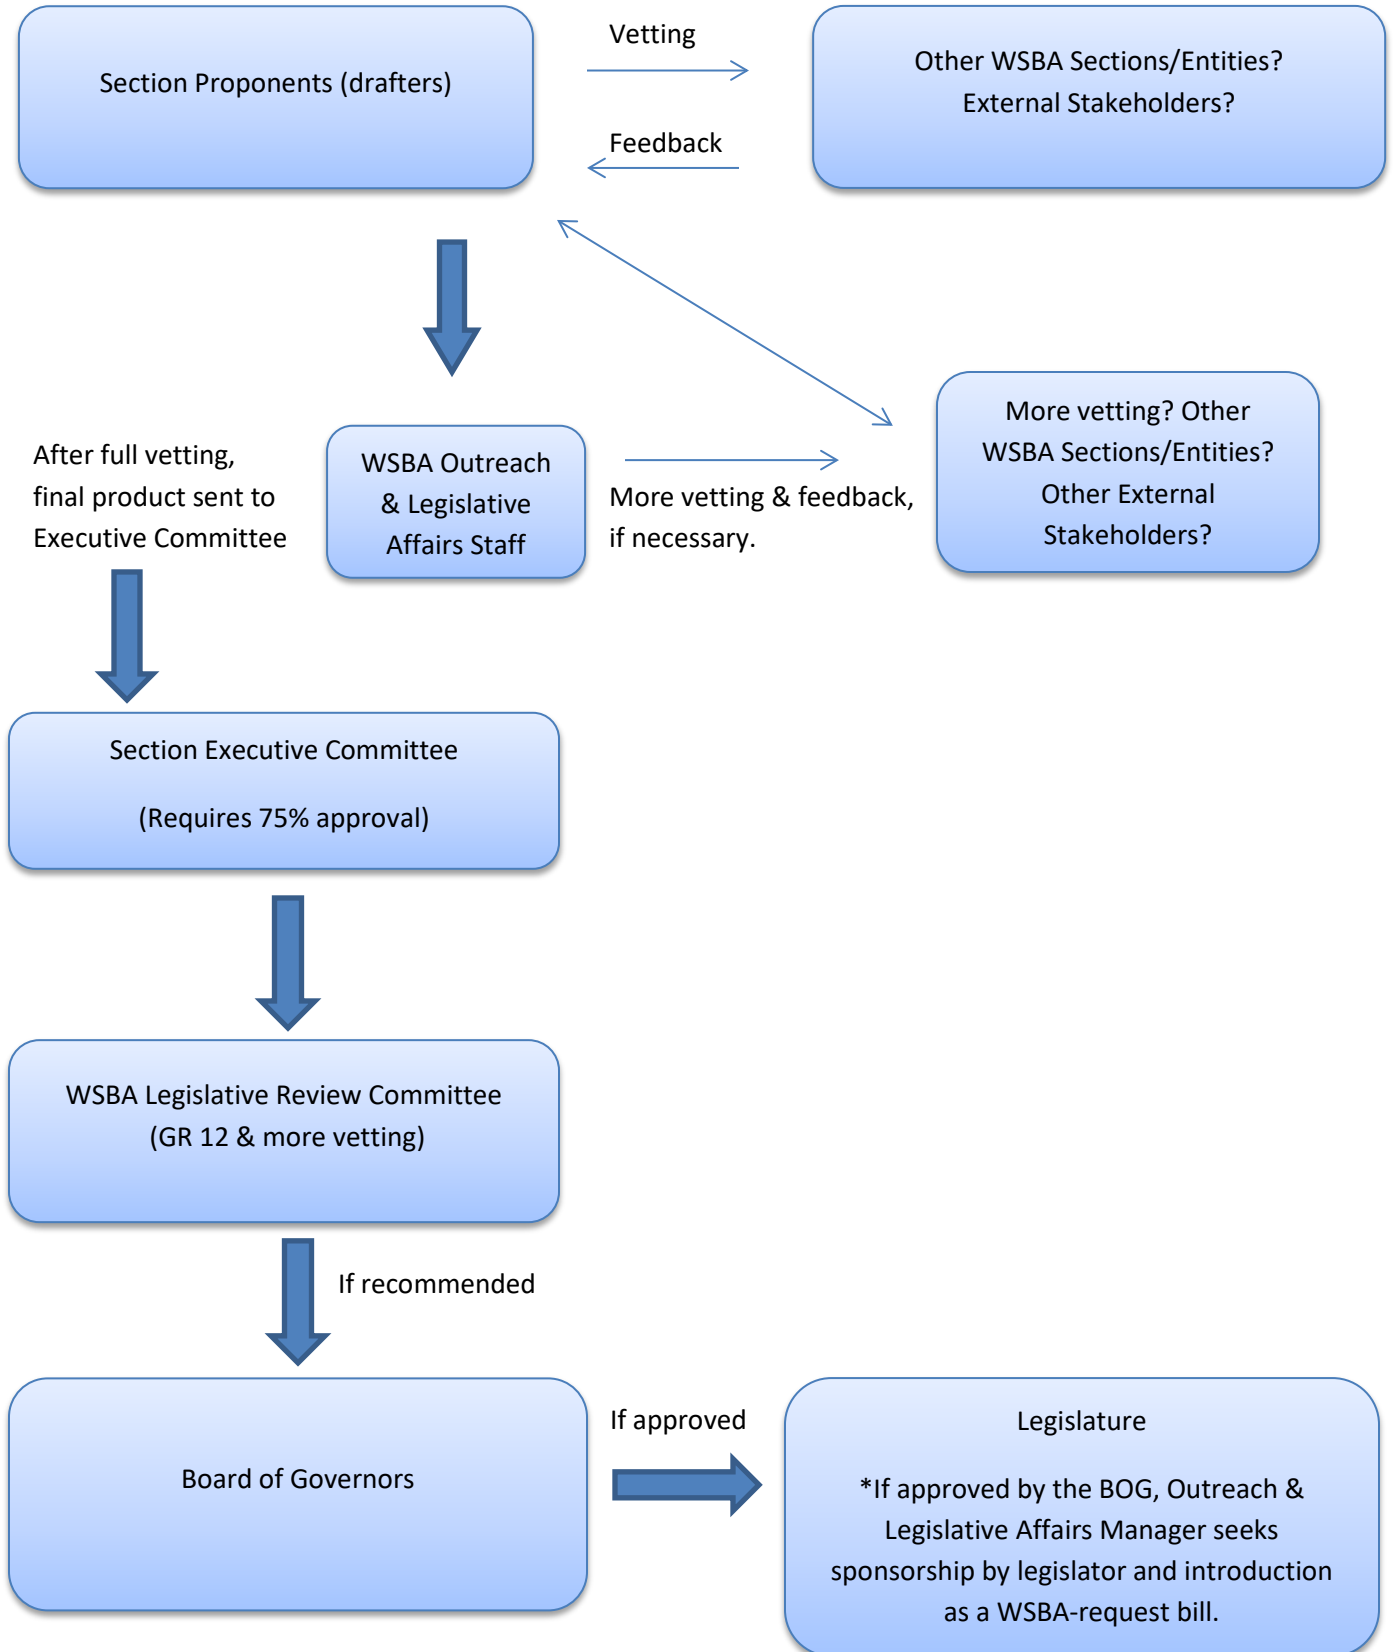 Section Proponents (drafters)
Vetting
Feedback
Other WSBA Sections/Entities?
External Stakeholders?
After full vetting,
final product sent to
Executive Committee
WSBA Outreach
& Legislative
Affairs Staff
More vetting & feedback,
if necessary.
More vetting? Other
WSBA Sections/Entities?
Other External
Stakeholders?
Section Executive Committee
(Requires 75% approval)
WSBA Legislative Review Committee
(GR 12 & more vetting)
If recommended
Board of Governors
If approved
Legislature
*If approved by the BOG, Outreach &
Legislative Affairs Manager seeks
sponsorship by legislator and introduction
as a WSBA-request bill.